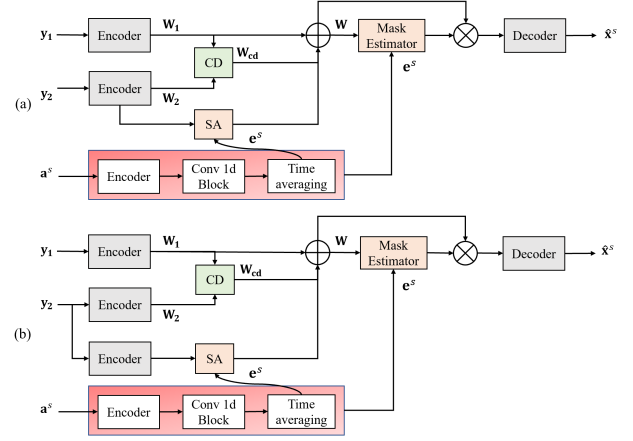 y₁ Encoder W₁ W Mask Estimator Decoder x̂ˢ
CD W_cd
y₂ Encoder W₂ eˢ
(a)
SA
eˢ
aˢ Encoder Conv 1d Block Time averaging
y₁ Encoder W₁ W Mask Estimator Decoder x̂ˢ
CD W_cd
y₂ Encoder W₂ eˢ
(b)
Encoder SA
eˢ
aˢ Encoder Conv 1d Block Time averaging